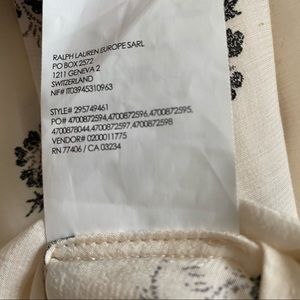 RALPH LAUREN EUROPE SARL
PO BOX 2572
1211 GENEVA 2
SWITZERLAND
NIF# IT03945310963
STYLE# 295749461
PO# 4700872594,4700872596,4700872595,
4700878044,4700872597,4700872598
VENDOR# 0200011775
RN 77406 / CA 03234